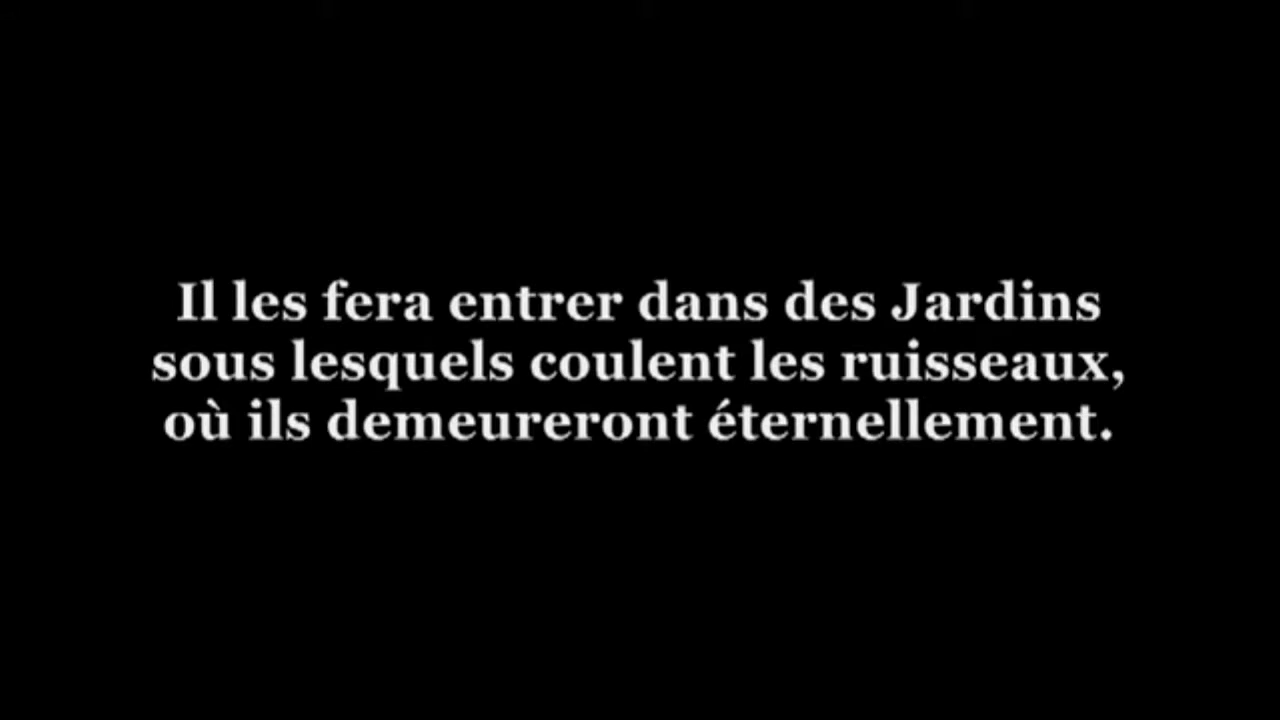 Il les fera entrer dans des Jardins
sous lesquels coulent les ruisseaux,
où ils demeureront éternellement.